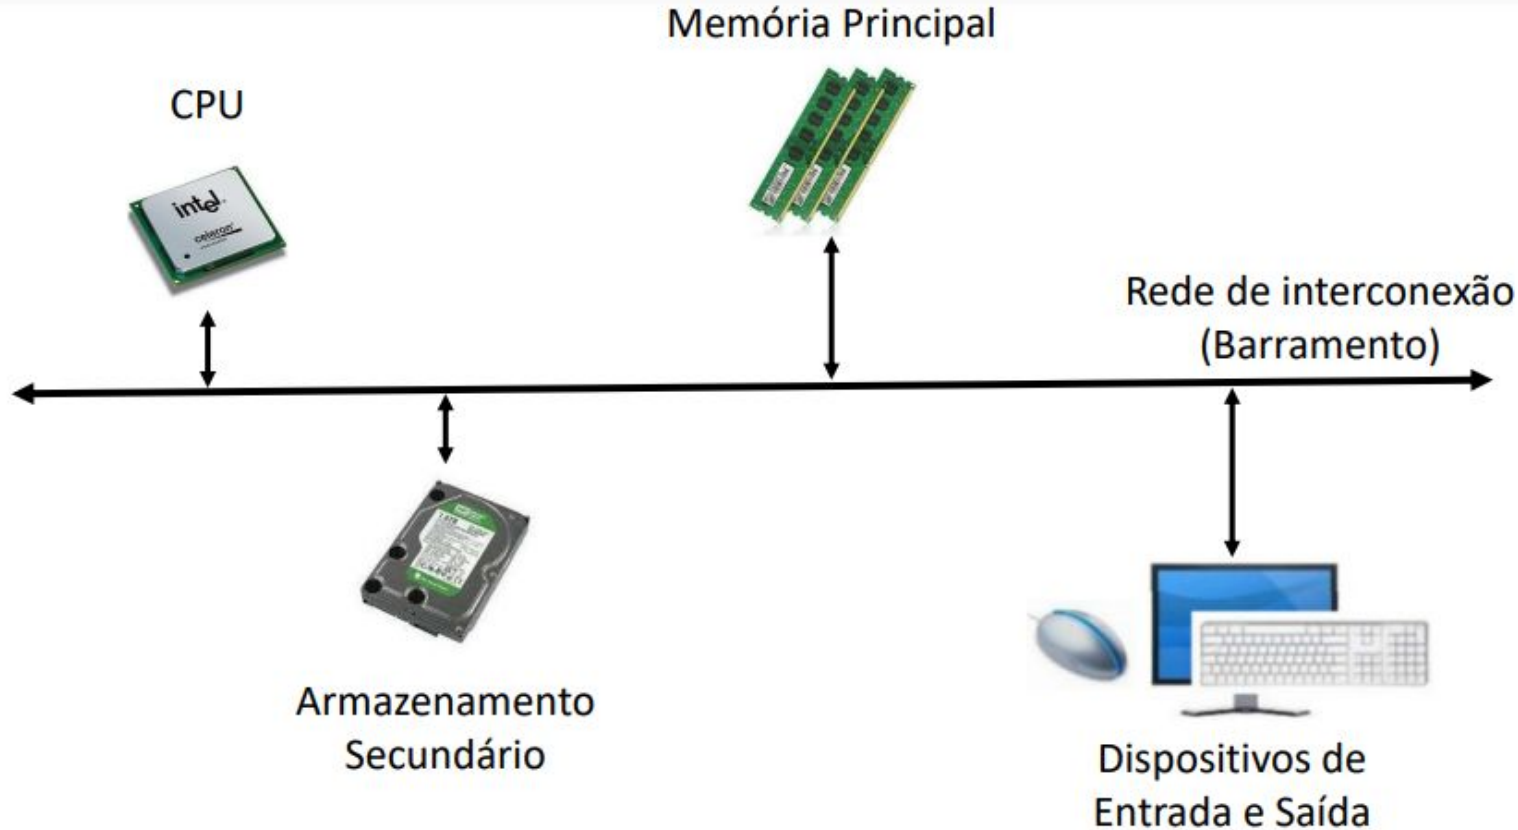 Memória Principal
CPU
intel
celeron
Rede de interconexão
(Barramento)
Armazenamento
Secundário
Dispositivos de
Entrada e Saída